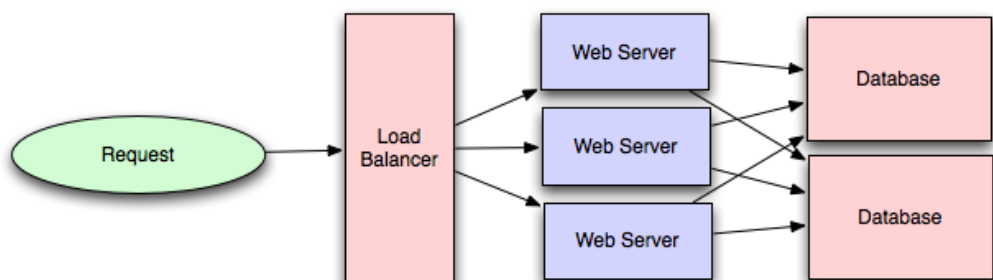 Request
Load
Balancer
Web Server
Web Server
Web Server
Database
Database